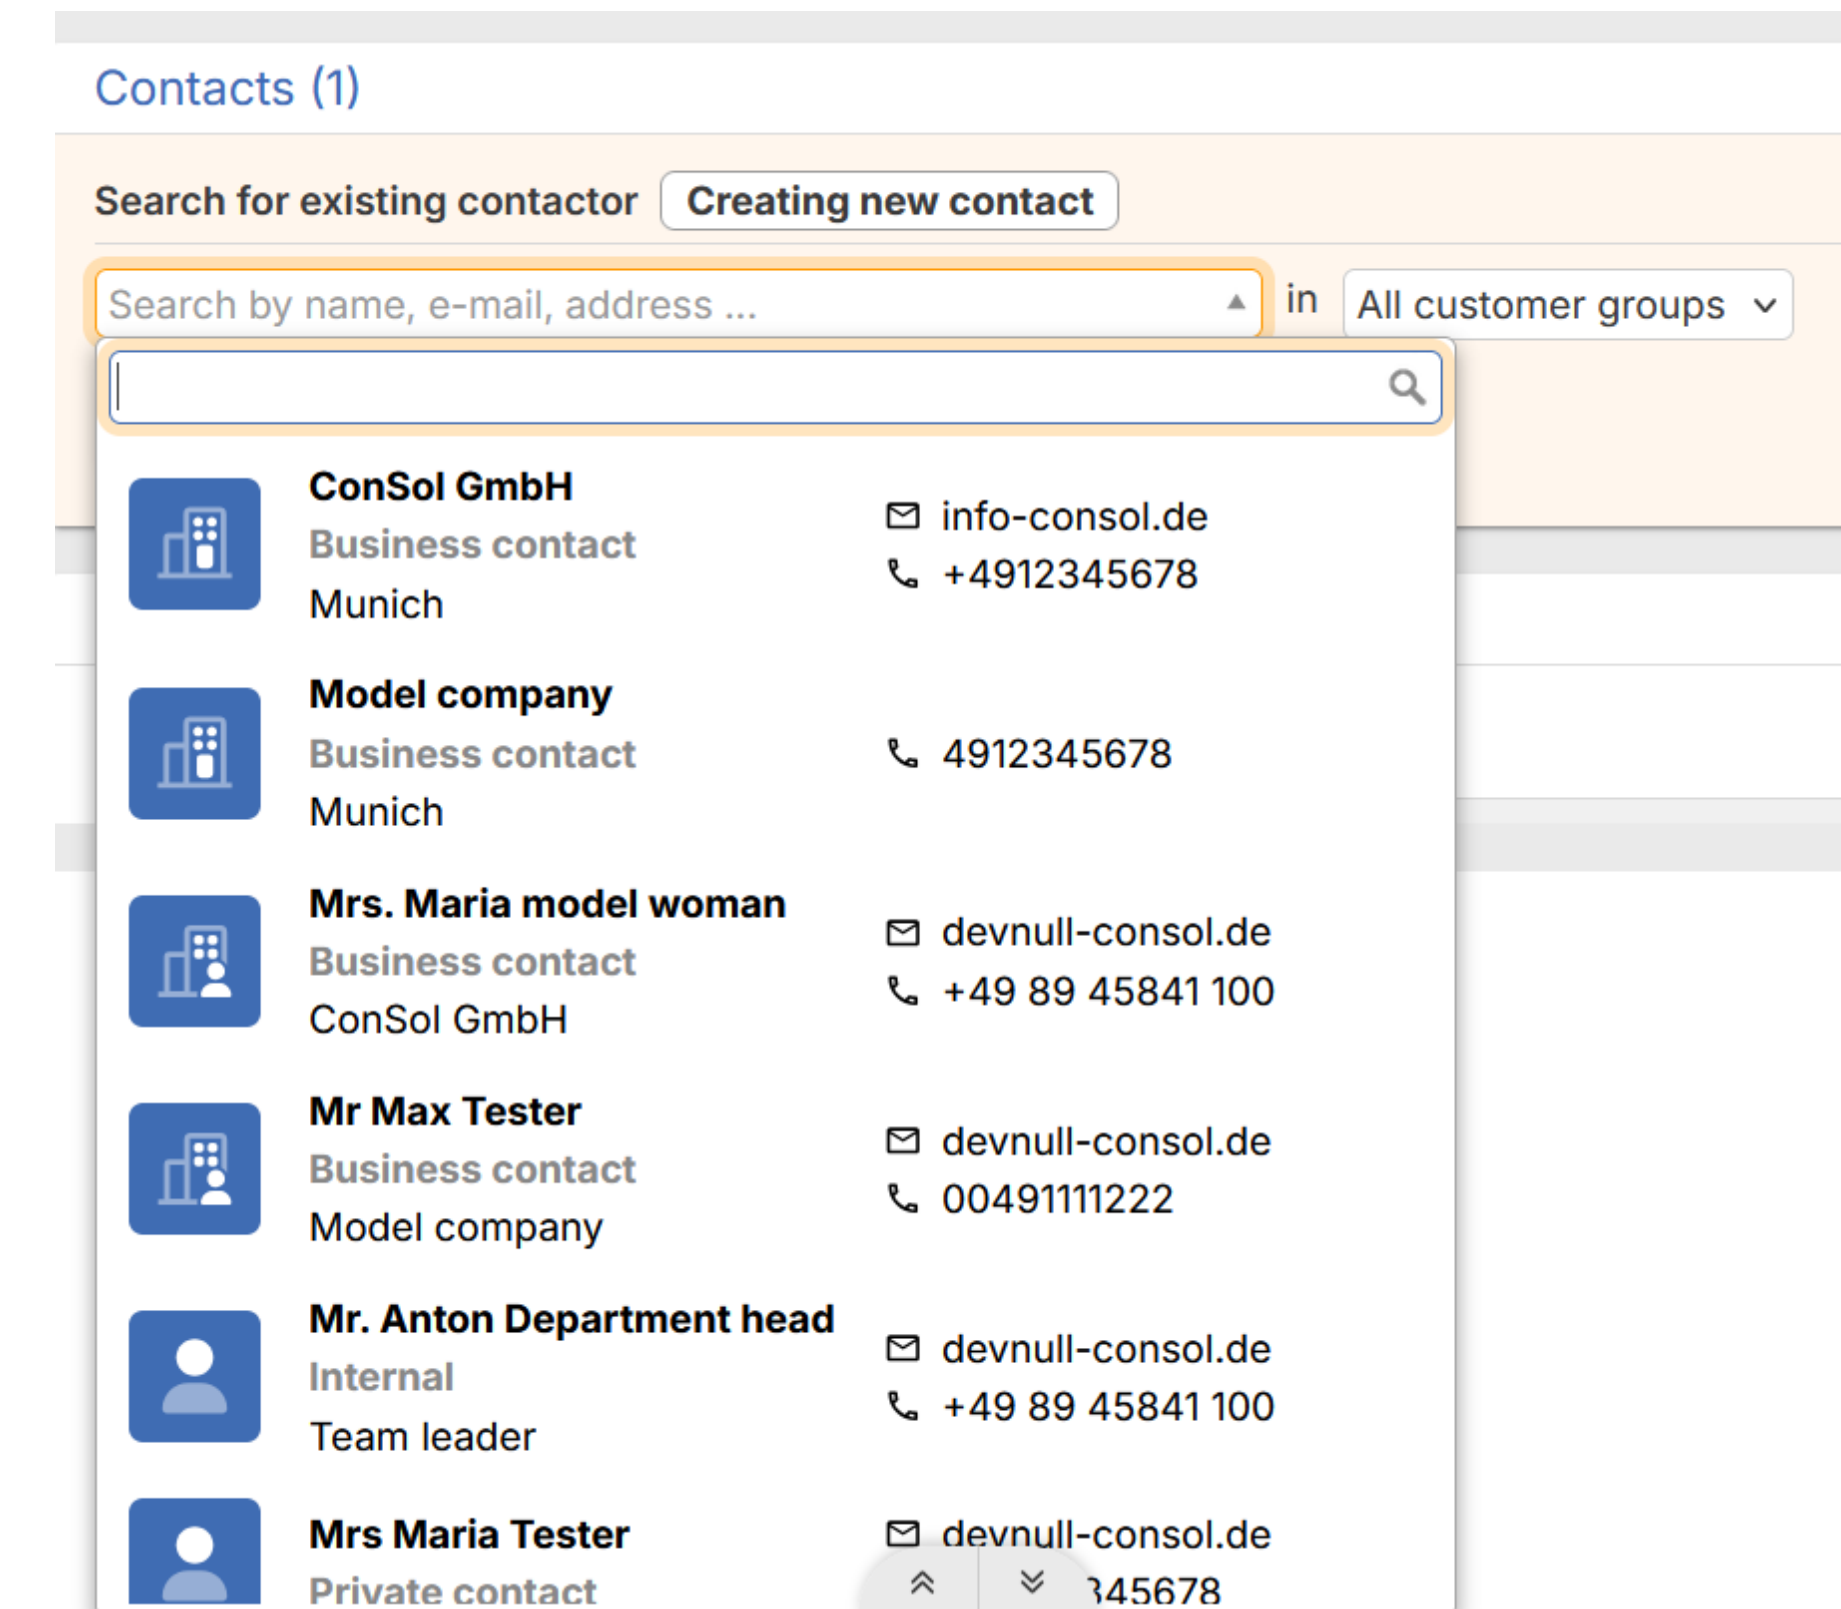 Contacts (1)
Search for existing contactor Creating new contact
Search by name, e-mail, address ... in All customer groups
ConSol GmbH
Business contact
Munich
info-consol.de
+4912345678
Model company
Business contact
Munich
4912345678
Mrs. Maria model woman
Business contact
ConSol GmbH
devnull-consol.de
+49 89 45841 100
Mr Max Tester
Business contact
Model company
devnull-consol.de
00491111222
Mr. Anton Department head
Internal
Team leader
devnull-consol.de
+49 89 45841 100
Mrs Maria Tester
Private contact
devnull-consol.de
345678